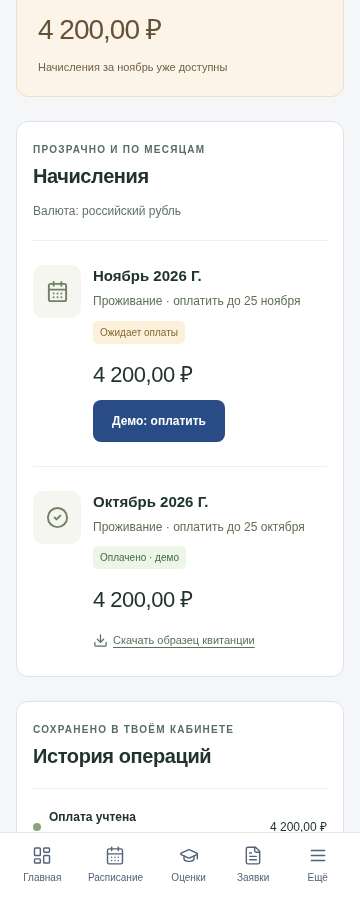 4 200,00 ₽
Начисления за ноябрь уже доступны
ПРОЗРАЧНО И ПО МЕСЯЦАМ
Начисления
Валюта: российский рубль
Ноябрь 2026 Г.
Проживание · оплатить до 25 ноября
Ожидает оплаты
4 200,00 ₽
Демо: оплатить
Октябрь 2026 Г.
Проживание · оплатить до 25 октября
Оплачено · демо
4 200,00 ₽
Скачать образец квитанции
СОХРАНЕНО В ТВОЁМ КАБИНЕТЕ
История операций
Оплата учтена
4 200,00 ₽
Главная
Расписание
Оценки
Заявки
Ещё